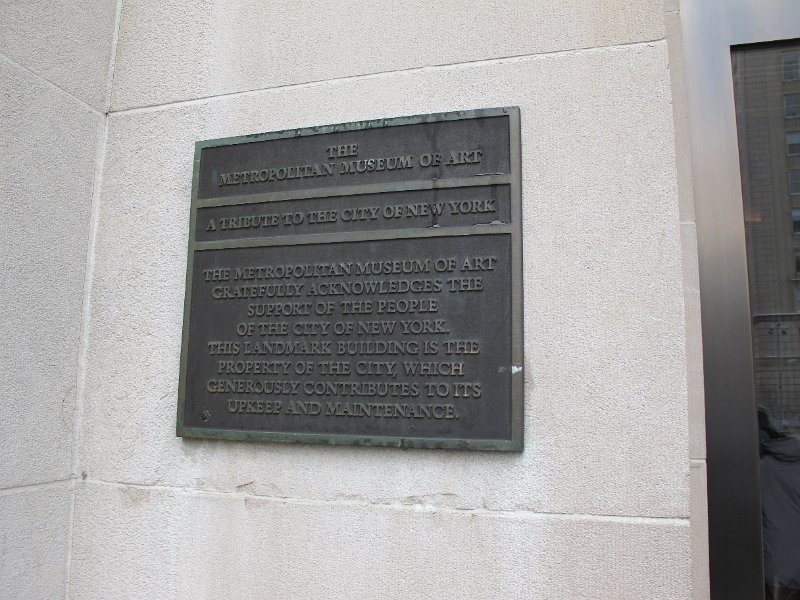 THE
METROPOLITAN MUSEUM OF ART
A TRIBUTE TO THE CITY OF NEW YORK
THE METROPOLITAN MUSEUM OF ART
GRATEFULLY ACKNOWLEDGES THE
SUPPORT OF THE PEOPLE
OF THE CITY OF NEW YORK.
THIS LANDMARK BUILDING IS THE
PROPERTY OF THE CITY, WHICH
GENEROUSLY CONTRIBUTES TO ITS
UPKEEP AND MAINTENANCE.